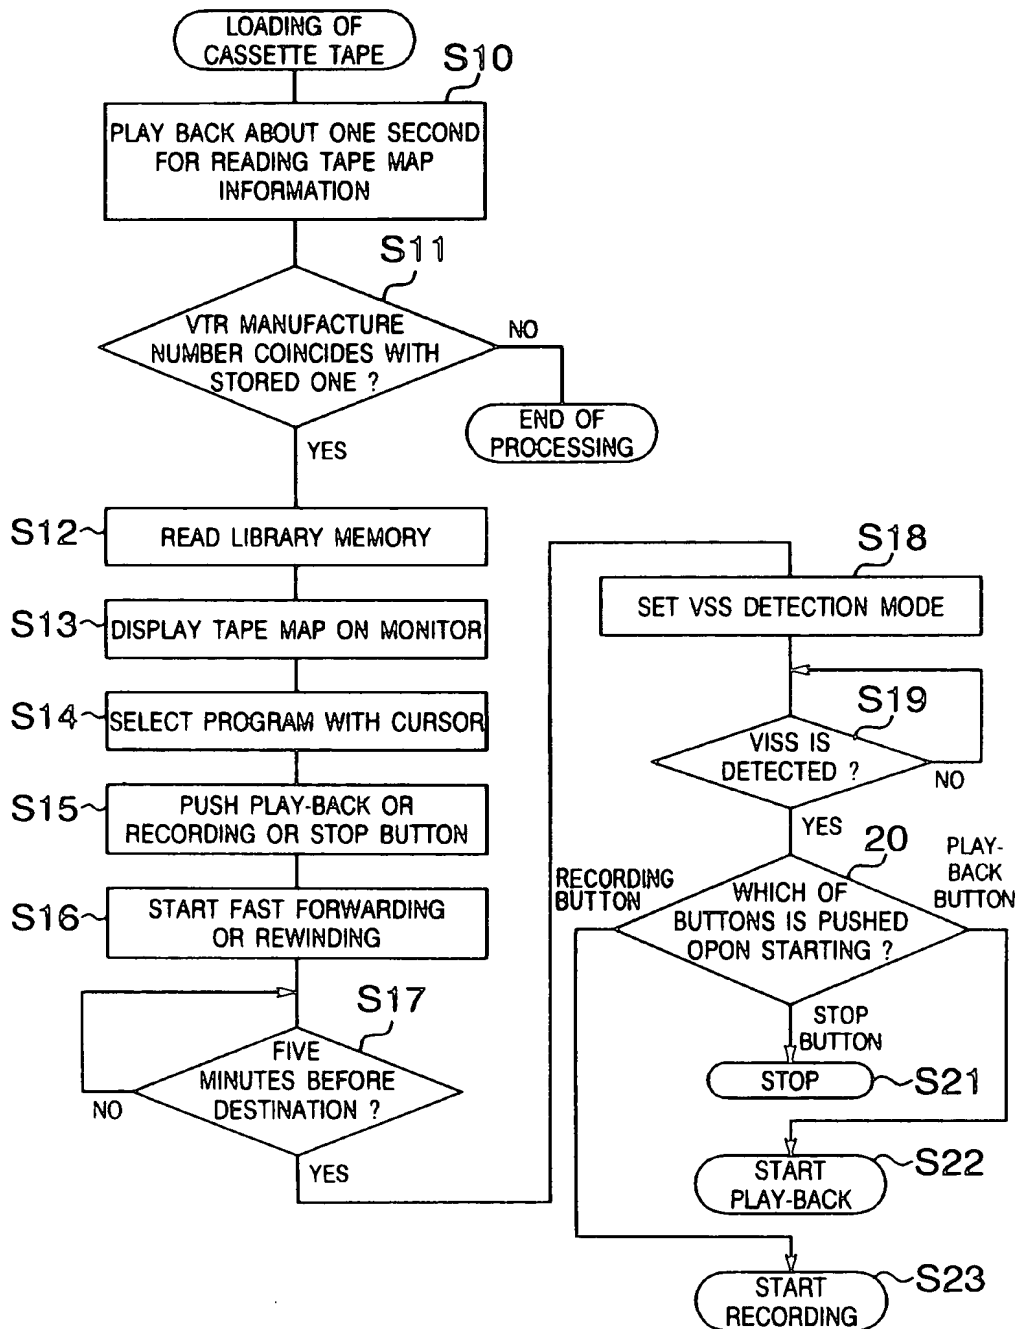 LOADING OF
CASSETTE TAPE
S10
PLAY BACK ABOUT ONE SECOND
FOR READING TAPE MAP
INFORMATION
S11
VTR MANUFACTURE
NUMBER COINCIDES WITH
STORED ONE ?
NO
END OF
PROCESSING
YES
S12
READ LIBRARY MEMORY
S13
DISPLAY TAPE MAP ON MONITOR
S14
SELECT PROGRAM WITH CURSOR
S15
PUSH PLAY-BACK OR
RECORDING OR STOP BUTTON
S16
START FAST FORWARDING
OR REWINDING
S17
FIVE
MINUTES BEFORE
DESTINATION ?
NO
YES
S18
SET VSS DETECTION MODE
S19
VISS IS
DETECTED ?
NO
YES
20
RECORDING
BUTTON
PLAY-
BACK
BUTTON
WHICH OF
BUTTONS IS PUSHED
OPON STARTING ?
STOP
BUTTON
STOP
S21
START
PLAY-BACK
S22
START
RECORDING
S23